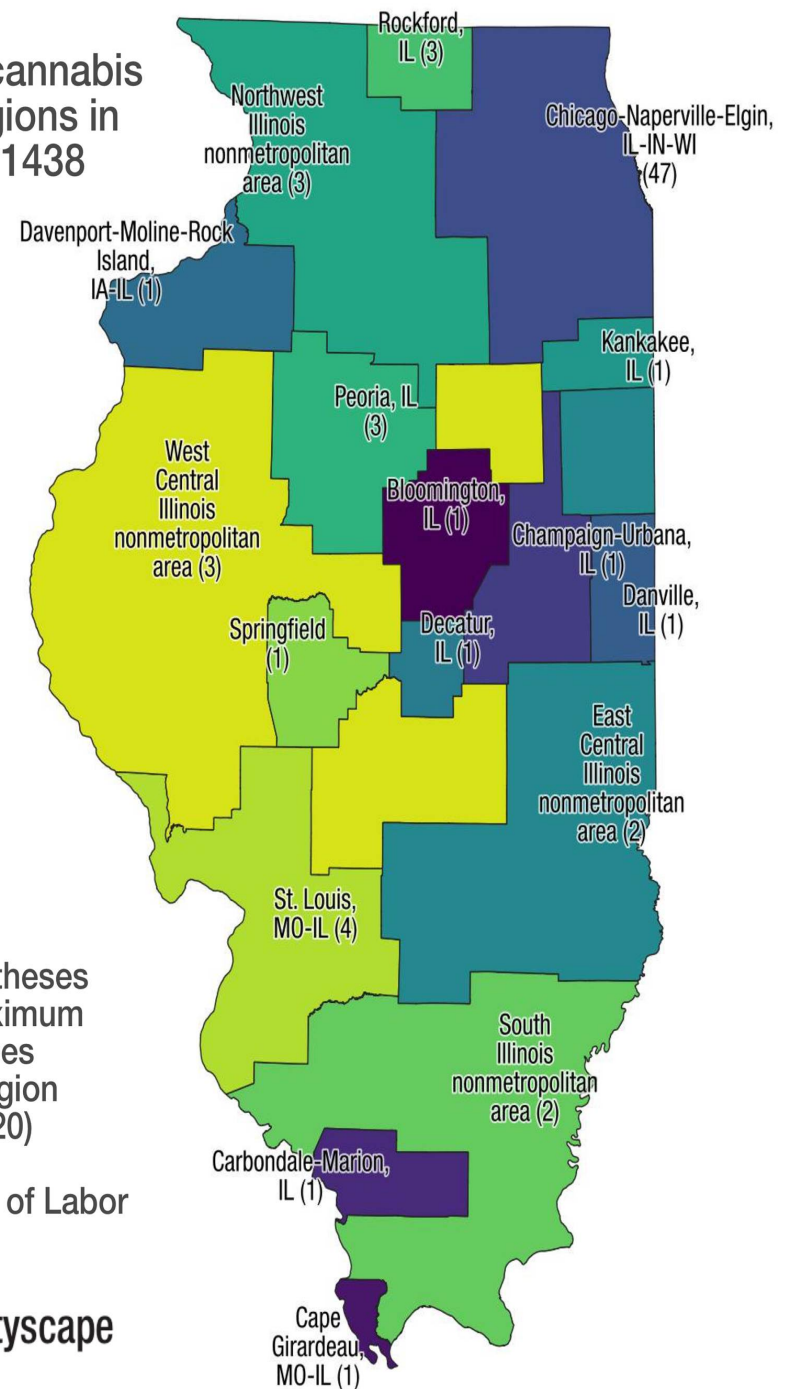 cannabis
gions in
1438
Rockford,
IL (3)
Northwest
Illinois
nonmetropolitan
area (3)
Chicago-Naperville-Elgin,
IL-IN-WI
(47)
Davenport-Moline-Rock
Island,
IA-IL (1)
Kankakee,
IL (1)
Peoria, IL
(3)
West
Central
Illinois
nonmetropolitan
area (3)
Bloomington,
IL (1)
Champaign-Urbana,
IL (1)
Danville,
IL (1)
Springfield
(1)
Decatur,
IL (1)
East
Central
Illinois
nonmetropolitan
area (2)
St. Louis,
MO-IL (4)
theses
ximum
es
gion
20)
of Labor
South
Illinois
nonmetropolitan
area (2)
Carbondale-Marion,
IL (1)
tyscape
Cape
Girardeau,
MO-IL (1)